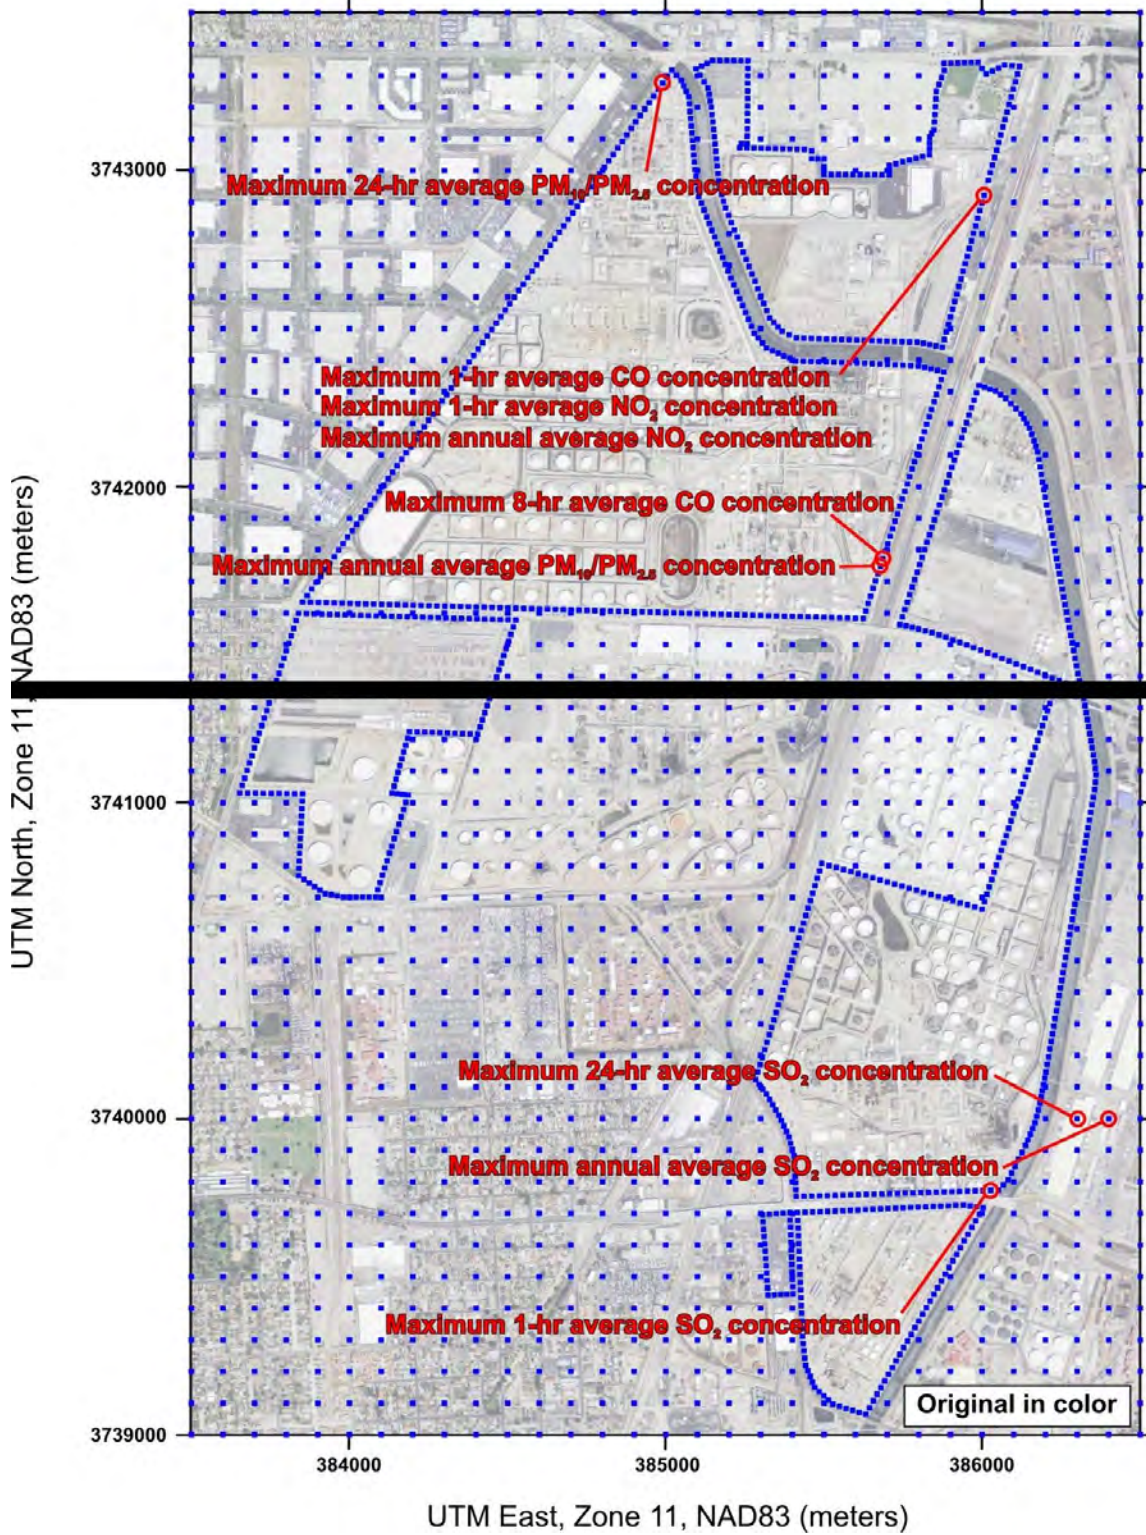 3743000
Maximum 24-hr average PM₁₀/PM₂.₅ concentration
Maximum 1-hr average CO concentration
Maximum 1-hr average NO₂ concentration
Maximum annual average NO₂ concentration
3742000
Maximum 8-hr average CO concentration
Maximum annual average PM₁₀/PM₂.₅ concentration
UTM North, Zone 11, NAD83 (meters)
3741000
Maximum 24-hr average SO₂ concentration
3740000
Maximum annual average SO₂ concentration
Maximum 1-hr average SO₂ concentration
Original in color
3739000
384000 385000 386000
UTM East, Zone 11, NAD83 (meters)